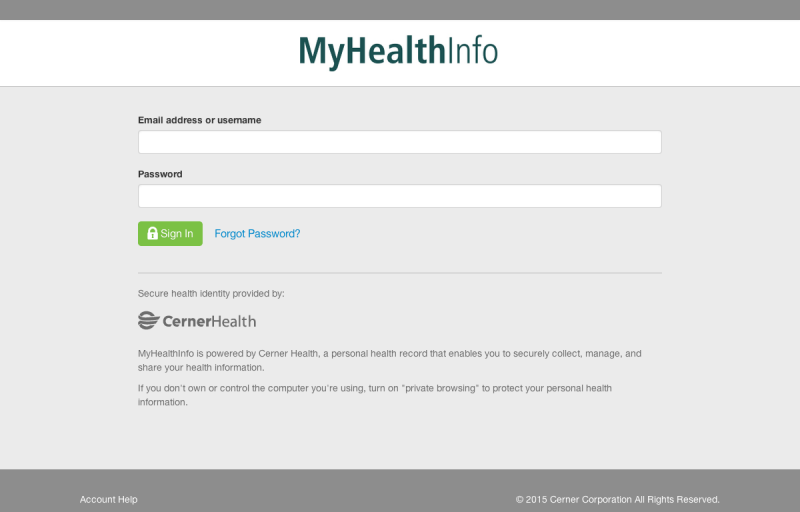 MyHealthInfo
Email address or username
Password
Sign In
Forgot Password?
Secure health identity provided by:
CernerHealth
MyHealthInfo is powered by Cerner Health, a personal health record that enables you to securely collect, manage, and
share your health information.
If you don't own or control the computer you're using, turn on "private browsing" to protect your personal health
information.
Account Help
© 2015 Cerner Corporation All Rights Reserved.